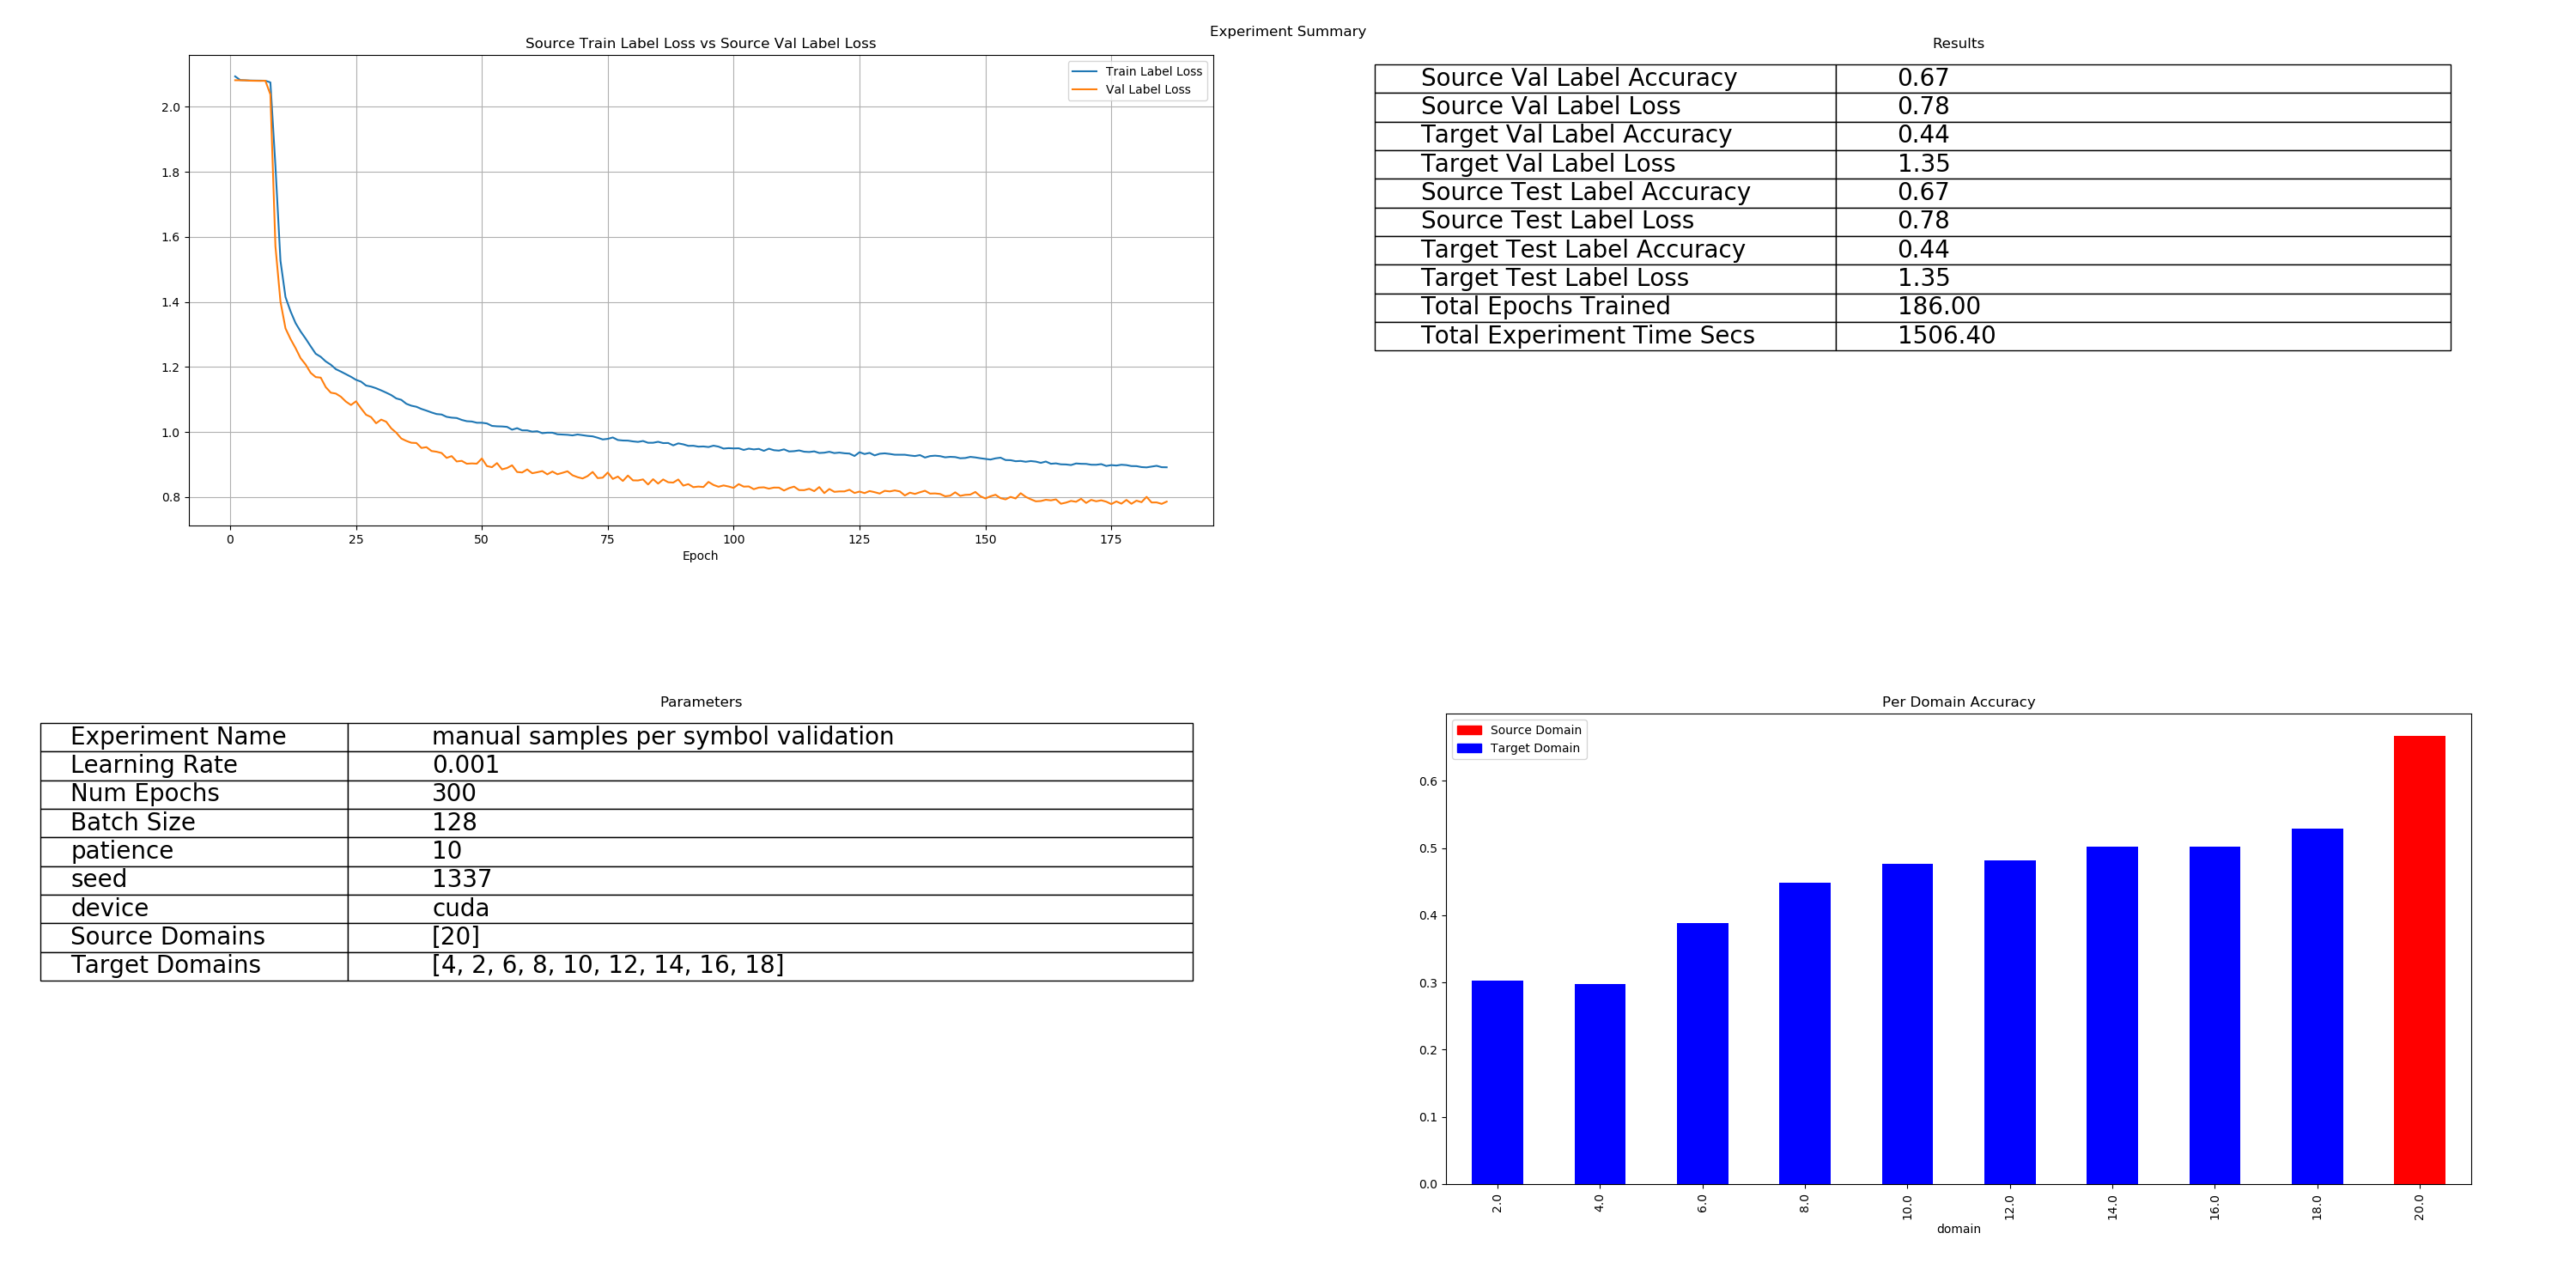 Experiment Summary
Source Train Label Loss vs Source Val Label Loss
Train Label Loss
Val Label Loss
2.0
1.8
1.6
1.4
1.2
1.0
0.8
0 25 50 75 100 125 150 175
Epoch
Results
Source Val Label Accuracy 0.67
Source Val Label Loss 0.78
Target Val Label Accuracy 0.44
Target Val Label Loss 1.35
Source Test Label Accuracy 0.67
Source Test Label Loss 0.78
Target Test Label Accuracy 0.44
Target Test Label Loss 1.35
Total Epochs Trained 186.00
Total Experiment Time Secs 1506.40
Parameters
Experiment Name manual samples per symbol validation
Learning Rate 0.001
Num Epochs 300
Batch Size 128
patience 10
seed 1337
device cuda
Source Domains [20]
Target Domains [4, 2, 6, 8, 10, 12, 14, 16, 18]
Per Domain Accuracy
Source Domain
Target Domain
0.6
0.5
0.4
0.3
0.2
0.1
0.0
2.0 4.0 6.0 8.0 10.0 12.0 14.0 16.0 18.0 20.0
domain